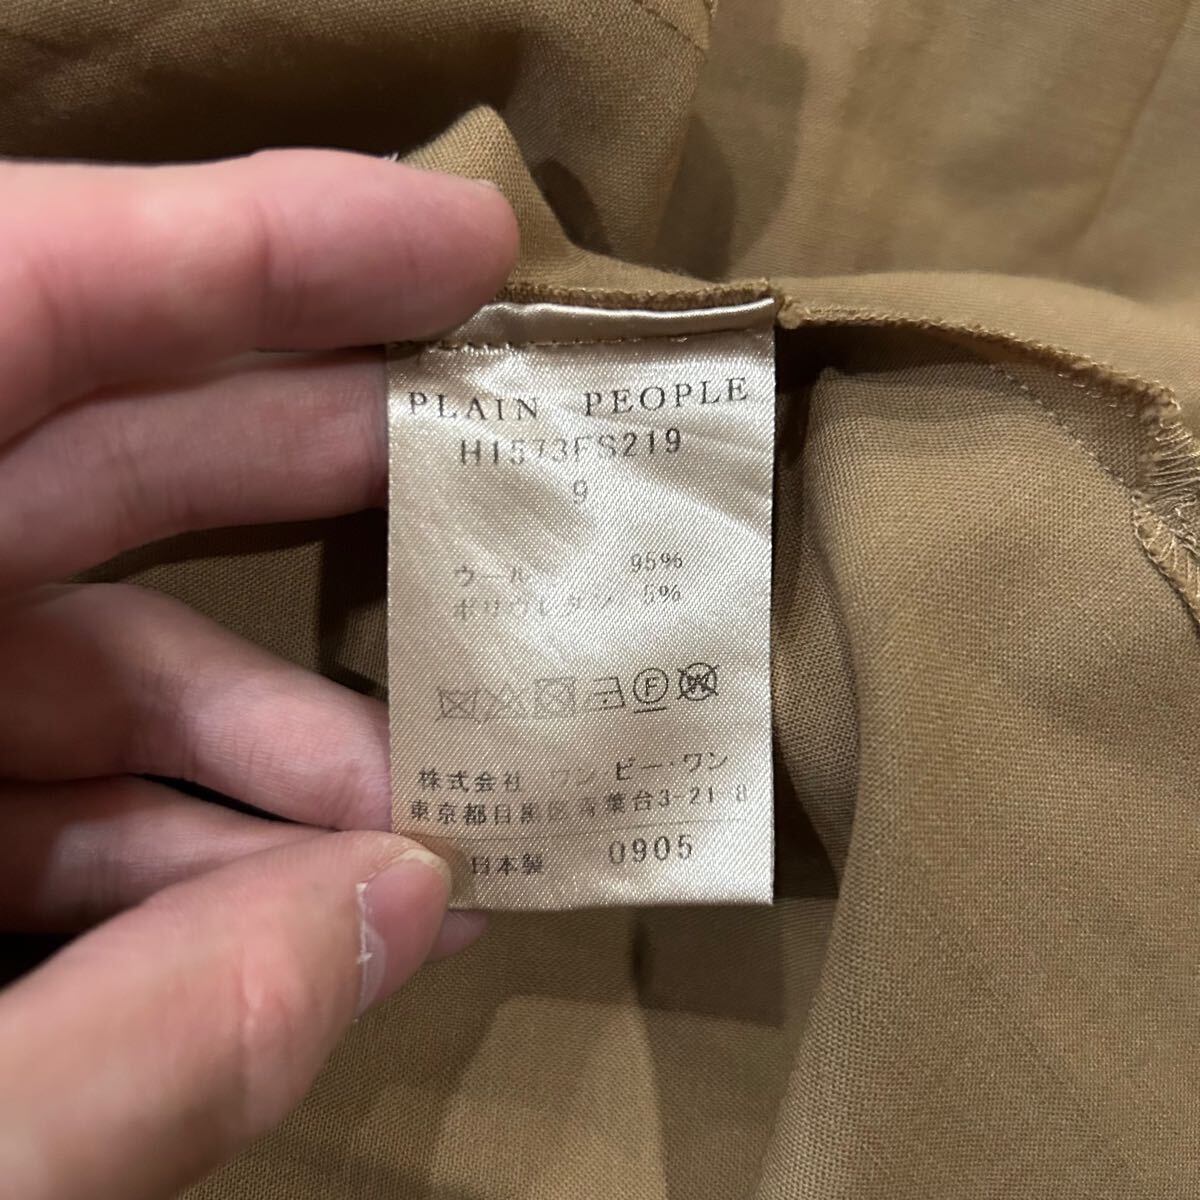 PLAIN PEOPLE
H1573FS219
9
ウール 95%
ポリウレタン 5%
F
W
株式会社 ワン・ビー・ワン
東京都目黒区青葉台3-21-8
日本製 0905